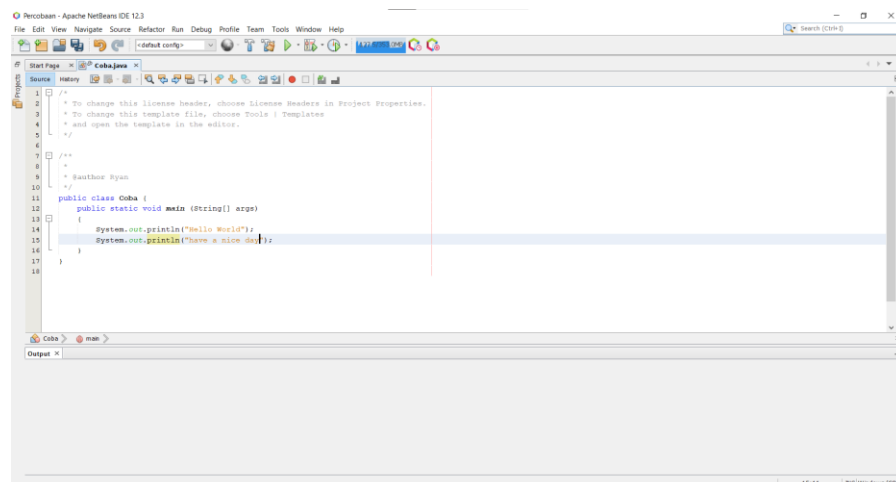 Percobaan - Apache NetBeans IDE 12.3
File Edit View Navigate Source Refactor Run Debug Profile Team Tools Window Help
Search (Ctrl+I)
<default config>
Start Page
Coba.java
Projects
Source History
1 /*
2 * To change this license header, choose License Headers in Project Properties.
3 * To change this template file, choose Tools | Templates
4 * and open the template in the editor.
5 */
6
7 /**
8 *
9 * @author Ryan
10 */
11 public class Coba {
12 public static void main (String[] args)
13 {
14 System.out.println("Hello World");
15 System.out.println("have a nice day");
16 }
17 }
18
Coba main
Output